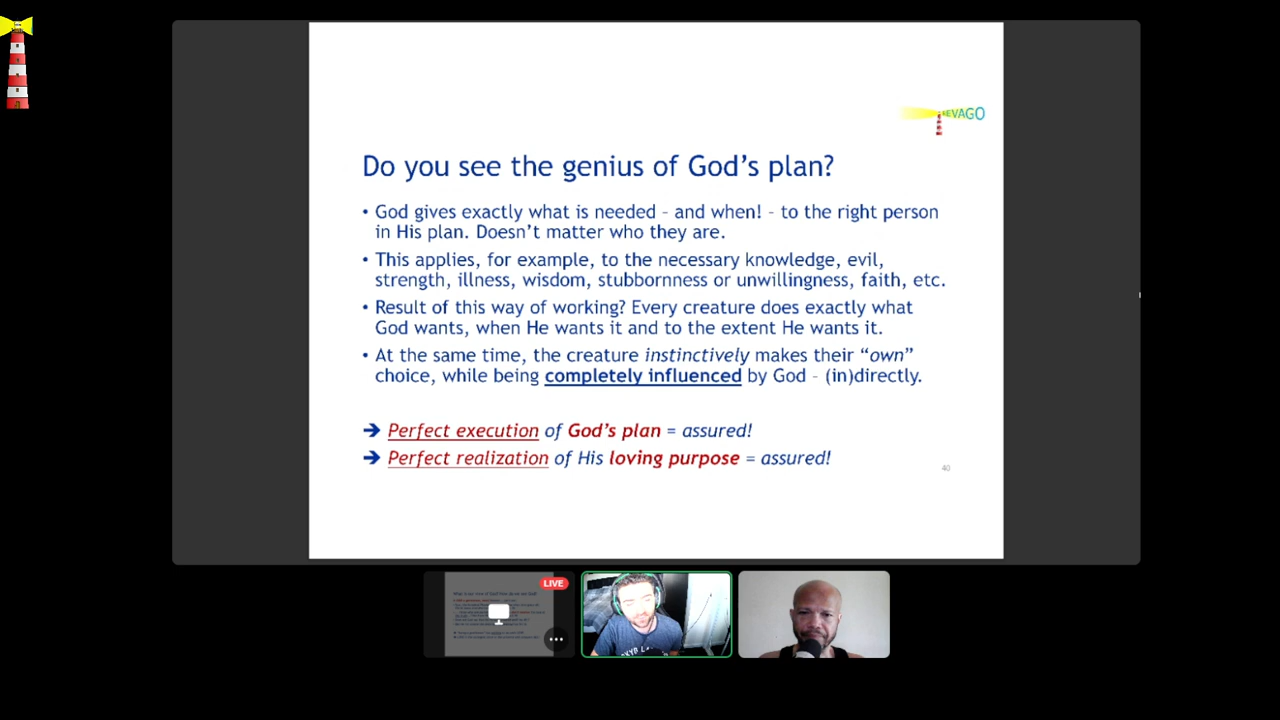 EVAGO
Do you see the genius of God's plan?
• God gives exactly what is needed – and when! – to the right person
in His plan. Doesn't matter who they are.
• This applies, for example, to the necessary knowledge, evil,
strength, illness, wisdom, stubbornness or unwillingness, faith, etc.
• Result of this way of working? Every creature does exactly what
God wants, when He wants it and to the extent He wants it.
• At the same time, the creature instinctively makes their "own"
choice, while being completely influenced by God – (in)directly.
➔ Perfect execution of God's plan = assured!
➔ Perfect realization of His loving purpose = assured!
40
LIVE